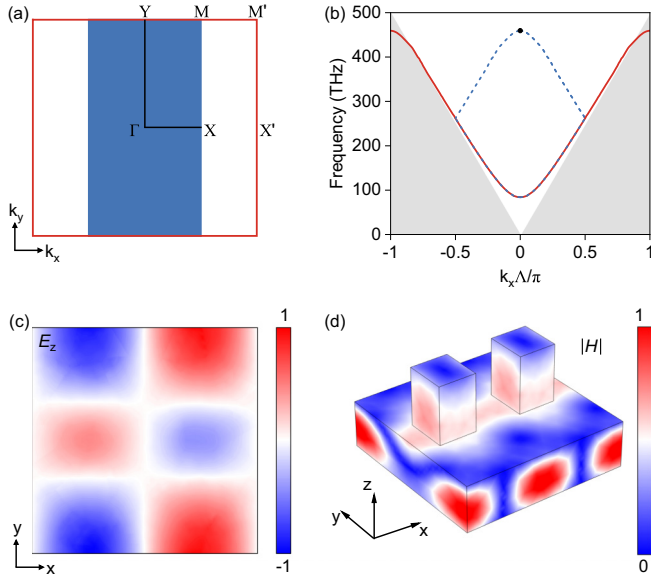 (a)
Y M M'
Γ X X'
k_y
k_x
(b)
Frequency (THz)
500
400
300
200
100
0
-1 -0.5 0 0.5 1
k_xΛ/π
(c)
E_z
1
-1
y
x
(d)
|H|
1
0
z
y
x